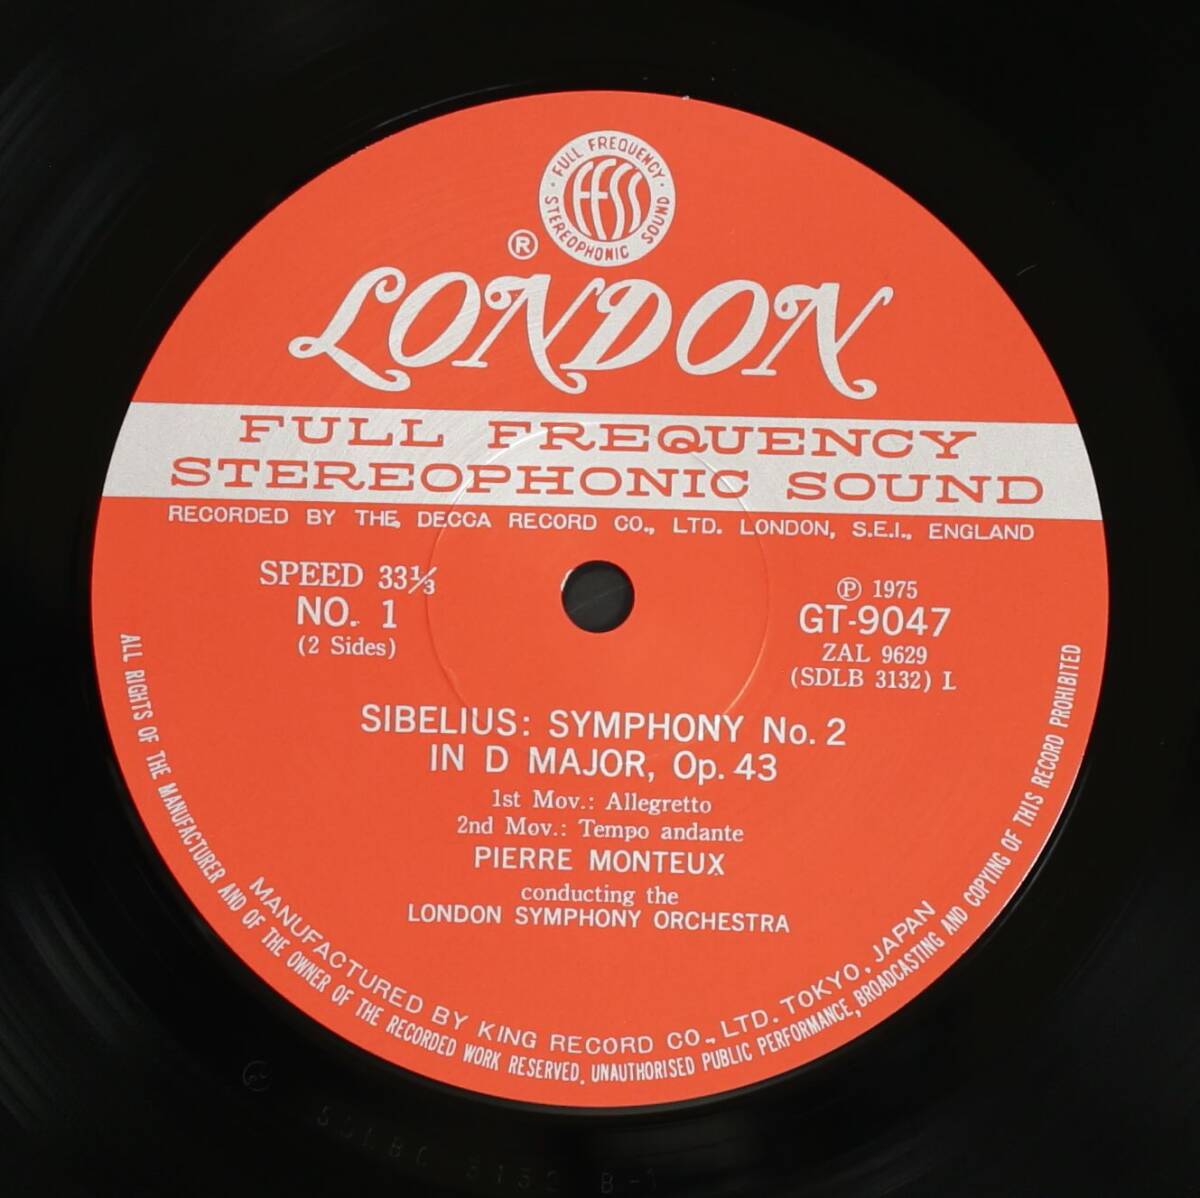 FULL FREQUENCY
STEREOPHONIC SOUND
FFSS
®
LONDON
FULL FREQUENCY
STEREOPHONIC SOUND
RECORDED BY THE DECCA RECORD CO., LTD. LONDON, S.E.I., ENGLAND
SPEED 33⅓
NO. 1
(2 Sides)
℗ 1975
GT-9047
ZAL 9629
(SDLB 3132) L
SIBELIUS: SYMPHONY No. 2
IN D MAJOR, Op. 43
1st Mov.: Allegretto
2nd Mov.: Tempo andante
PIERRE MONTEUX
conducting the
LONDON SYMPHONY ORCHESTRA
MANUFACTURED BY KING RECORD CO., LTD. TOKYO, JAPAN
ALL RIGHTS OF THE MANUFACTURER AND OF THE OWNER OF THE RECORDED WORK RESERVED. UNAUTHORISED PUBLIC PERFORMANCE, BROADCASTING AND COPYING OF THIS RECORD PROHIBITED